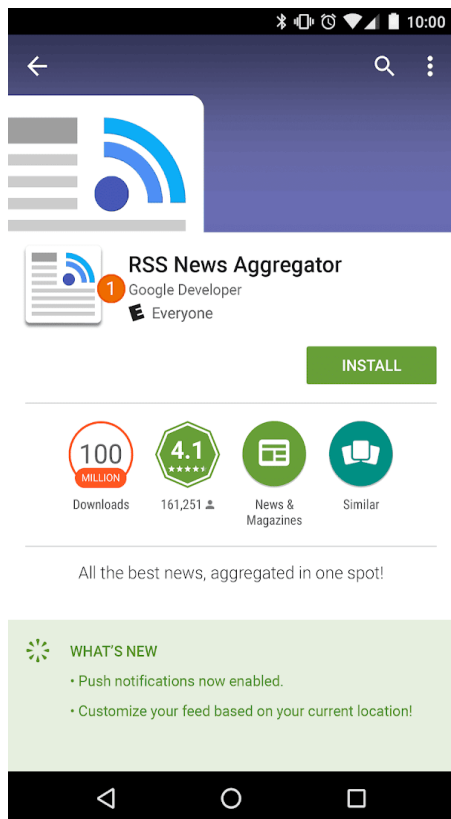 10:00
RSS News Aggregator
1
Google Developer
E Everyone
INSTALL
100
MILLION
Downloads
4.1
161,251
News &
Magazines
Similar
All the best news, aggregated in one spot!
WHAT'S NEW
• Push notifications now enabled.
• Customize your feed based on your current location!